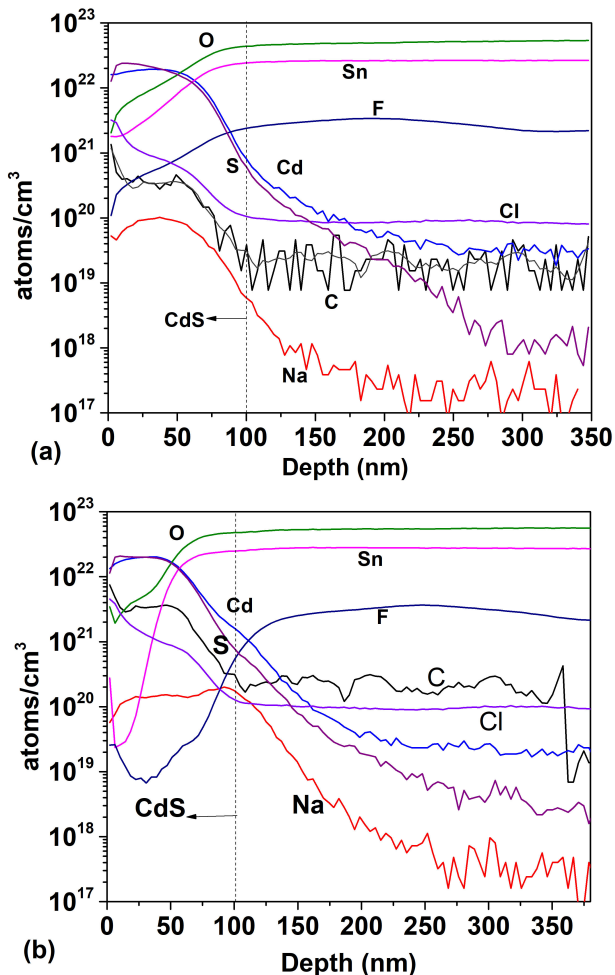 10^23
O
10^22
Sn
F
10^21
S
Cd
10^20
Cl
10^19
C
CdS
10^18
Na
10^17
atoms/cm^3
0 50 100 150 200 250 300 350
(a)
Depth (nm)
10^23
O
Sn
10^22
Cd
F
10^21
S
C
10^20
Cl
10^19
CdS
Na
10^18
10^17
atoms/cm^3
0 50 100 150 200 250 300 350
(b)
Depth (nm)